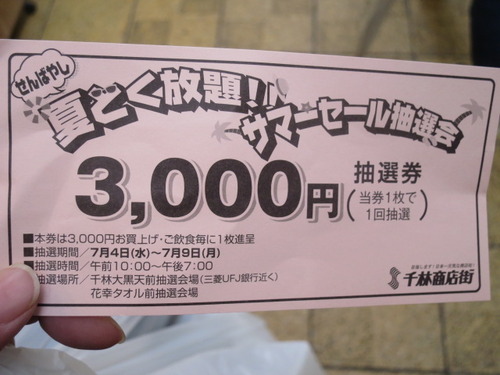 せんばやし
夏とく放題!!
サマーセール抽選会
3,000円
抽選券
(当券1枚で
1回抽選)
■本券は3,000円お買上げ・ご飲食毎に1枚進呈
■抽選期間/7月4日(水)〜7月9日(月)
■抽選時間/午前10:00〜午後7:00
抽選場所/千林大黒天前抽選会場(三菱UFJ銀行近く)
花幸タオル前抽選会場
千林商店街